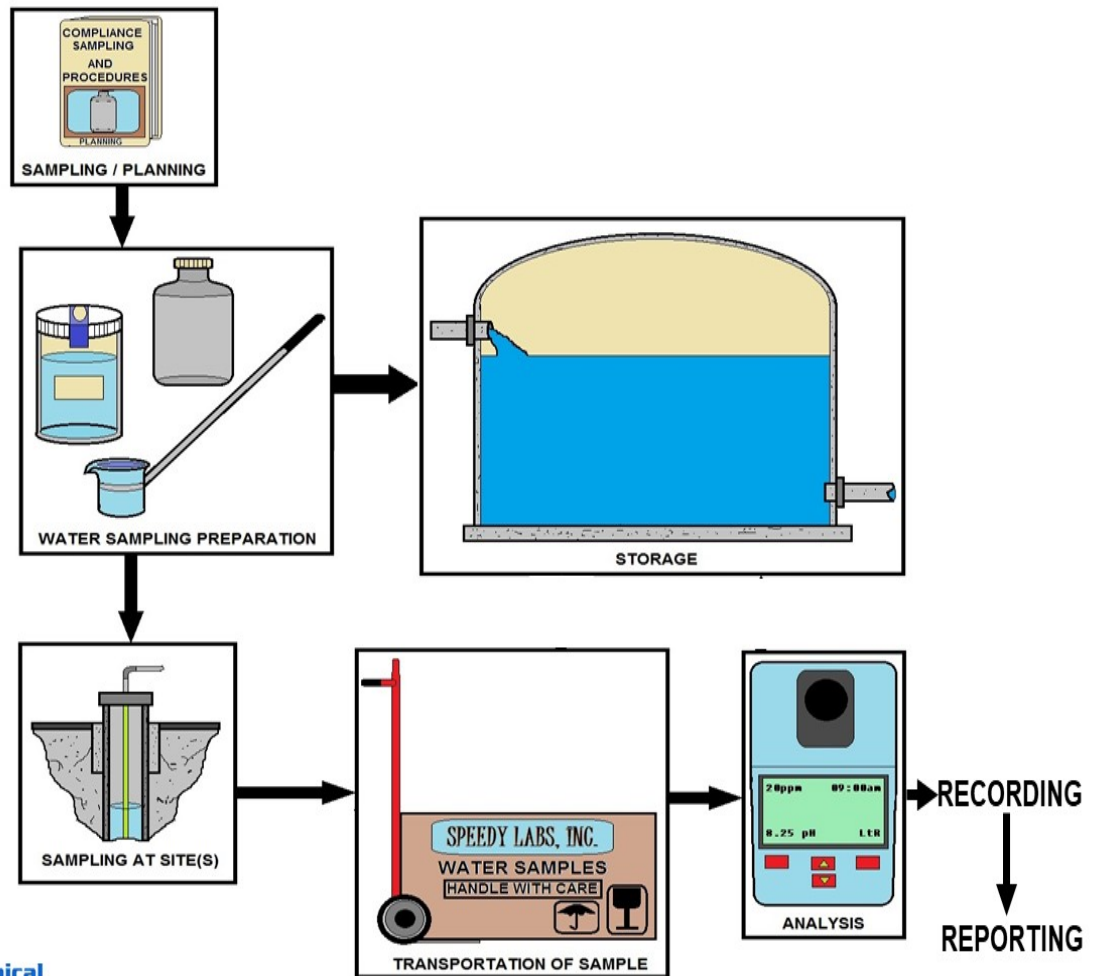 COMPLIANCE
SAMPLING
AND
PROCEDURES
PLANNING
SAMPLING / PLANNING
WATER SAMPLING PREPARATION
STORAGE
SAMPLING AT SITE(S)
SPEEDY LABS, INC.
WATER SAMPLES
HANDLE WITH CARE
TRANSPORTATION OF SAMPLE
20ppm 09:00am
8.25 pH LtR
ANALYSIS
RECORDING
REPORTING